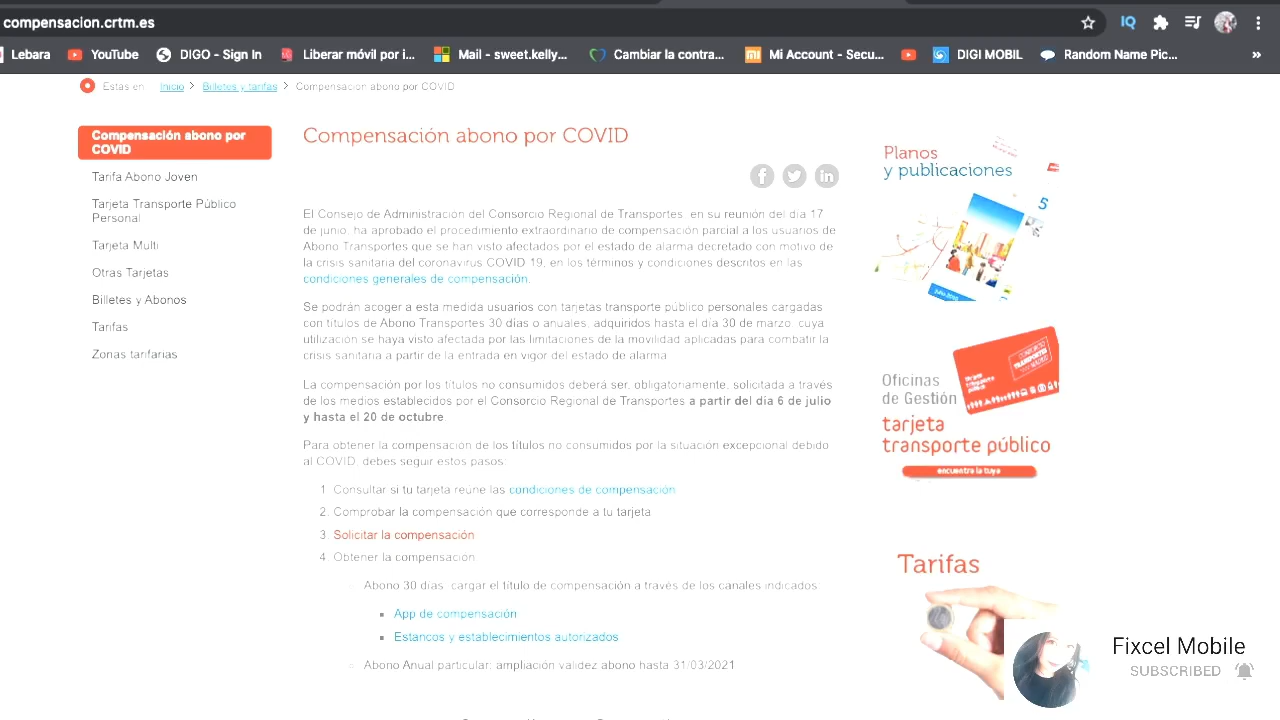 compensacion.crtm.es
Lebara YouTube DIGO - Sign In Liberar móvil por i... Mail - sweet.kelly... Cambiar la contra... Mi Account - Secu... DIGI MOBIL Random Name Pic... »
Estás en: Inicio > Billetes y tarifas > Compensación abono por COVID
Compensación abono por
COVID
Tarifa Abono Joven
Tarjeta Transporte Público
Personal
Tarjeta Multi
Otras Tarjetas
Billetes y Abonos
Tarifas
Zonas tarifarias
Compensación abono por COVID
El Consejo de Administración del Consorcio Regional de Transportes, en su reunión del día 17
de julio, ha aprobado el procedimiento extraordinario de compensación parcial a los usuarios de
Abono Transportes que se han visto afectados por el estado de alarma decretado con motivo de
la crisis sanitaria del coronavirus COVID 19, en los términos y condiciones descritos en las
condiciones generales de compensación.
Se podrán acoger a esta medida usuarios con tarjetas transporte público personales cargadas
con títulos de Abono Transportes 30 días o anuales, adquiridos hasta el día 30 de marzo, cuya
utilización se haya visto afectada por las limitaciones de la movilidad aplicadas para combatir la
crisis sanitaria a partir de la entrada en vigor del estado de alarma
La compensación por los títulos no consumidos deberá ser, obligatoriamente, solicitada a través
de los medios establecidos por el Consorcio Regional de Transportes a partir del día 6 de julio
y hasta el 20 de octubre.
Para obtener la compensación de los títulos no consumidos por la situación excepcional debido
al COVID, debes seguir estos pasos:
1. Consultar si tu tarjeta reúne las condiciones de compensación
2. Comprobar la compensación que corresponde a tu tarjeta
3. Solicitar la compensación
4. Obtener la compensación:
Abono 30 días: cargar el título de compensación a través de los canales indicados:
App de compensación
Estancos y establecimientos autorizados
Abono Anual particular: ampliación validez abono hasta 31/03/2021
Planos
y publicaciones
5
Oficinas
de Gestión
tarjeta
transporte público
encuentra la tuya
Tarifas
Fixcel Mobile
SUBSCRIBED